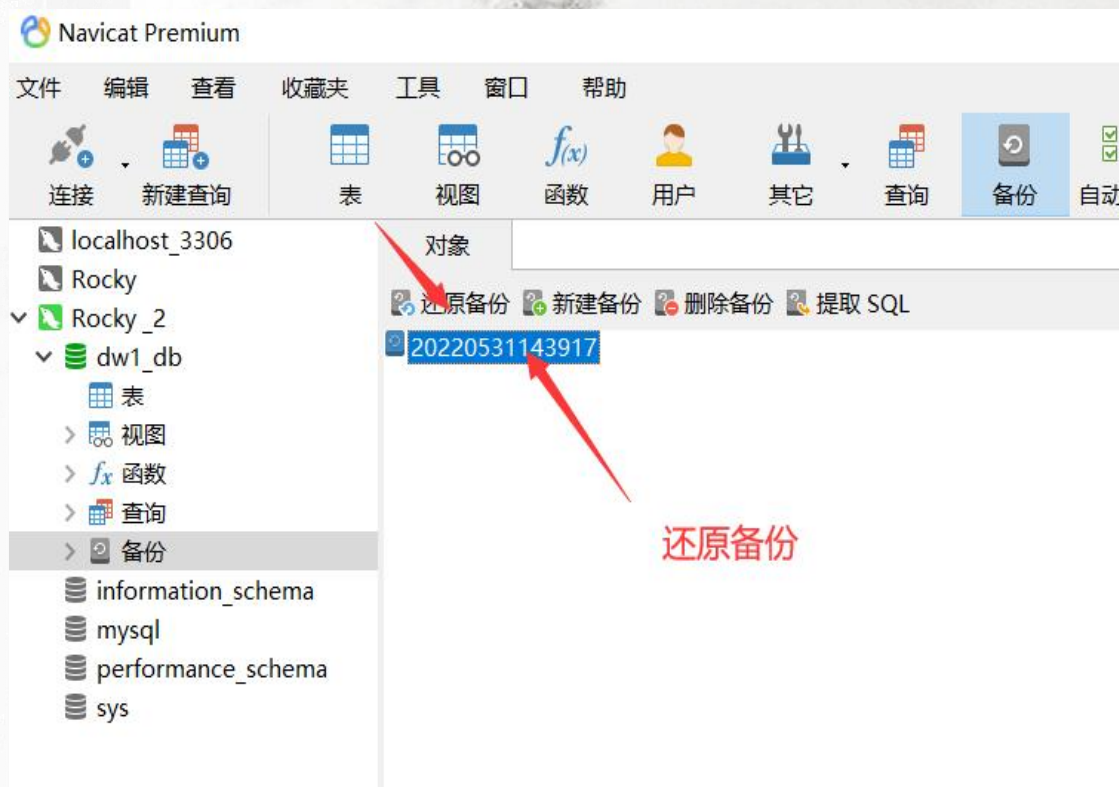 Navicat Premium
文件 编辑 查看 收藏夹 工具 窗口 帮助
连接 新建查询 表 视图 f(x) 函数 用户 其它 查询 备份 自动
localhost_3306
Rocky
Rocky _2
dw1_db
表
视图
fx 函数
查询
备份
information_schema
mysql
performance_schema
sys
对象
还原备份 新建备份 删除备份 提取 SQL
20220531143917
还原备份